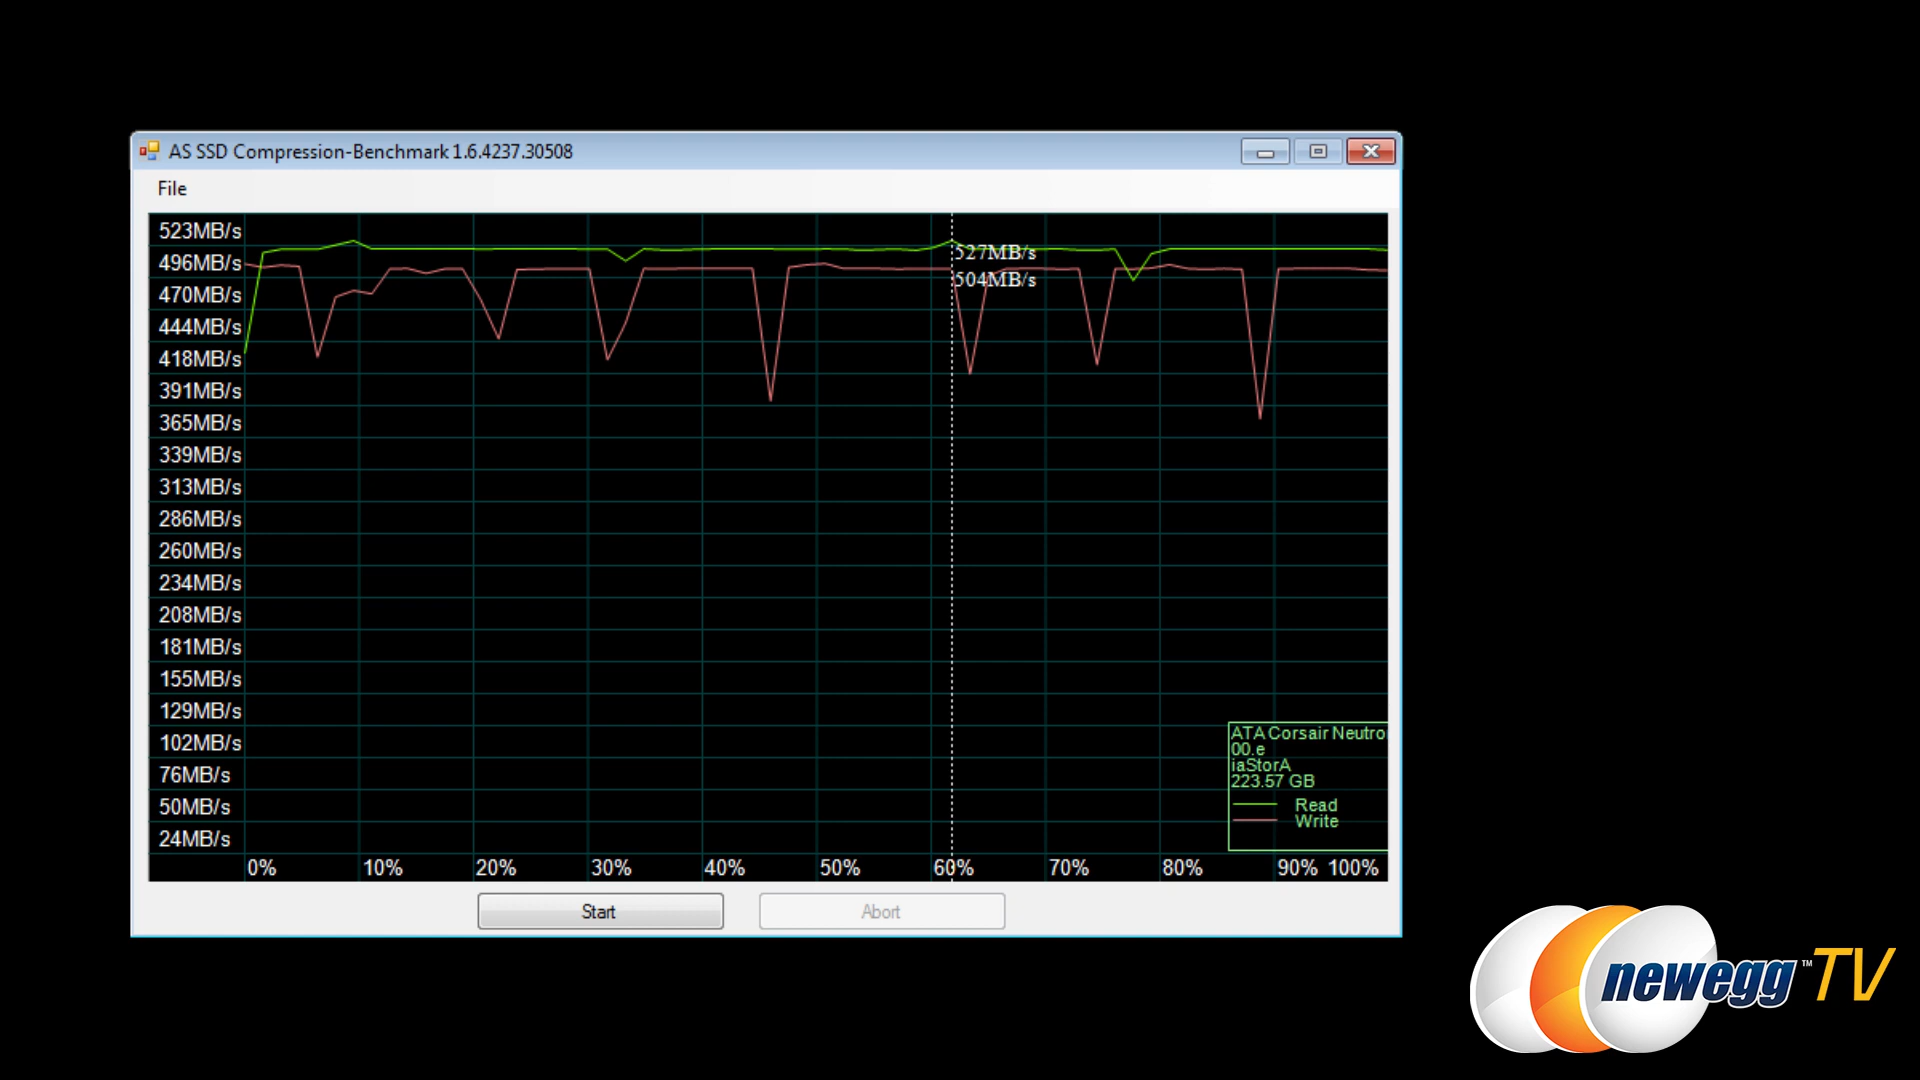 AS SSD Compression-Benchmark 1.6.4237.30508
File
523MB/s
496MB/s
470MB/s
444MB/s
418MB/s
391MB/s
365MB/s
339MB/s
313MB/s
286MB/s
260MB/s
234MB/s
208MB/s
181MB/s
155MB/s
129MB/s
102MB/s
76MB/s
50MB/s
24MB/s
527MB/s
504MB/s
ATA Corsair Neutro
00.e
iaStorA
223.57 GB
Read
Write
0% 10% 20% 30% 40% 50% 60% 70% 80% 90% 100%
Start Abort
newegg™ TV